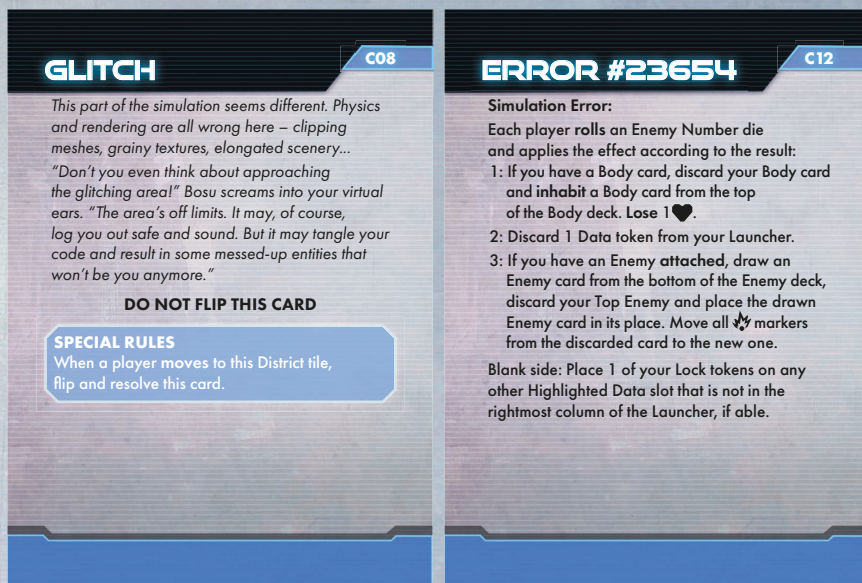 GLITCH
C08
This part of the simulation seems different. Physics
and rendering are all wrong here – clipping
meshes, grainy textures, elongated scenery...
“Don’t you even think about approaching
the glitching area!” Bosu screams into your virtual
ears. “The area’s off limits. It may, of course,
log you out safe and sound. But it may tangle your
code and result in some messed-up entities that
won’t be you anymore.”
DO NOT FLIP THIS CARD
SPECIAL RULES
When a player moves to this District tile,
flip and resolve this card.
ERROR #23654
C12
Simulation Error:
Each player rolls an Enemy Number die
and applies the effect according to the result:
1: If you have a Body card, discard your Body card
and inhabit a Body card from the top
of the Body deck. Lose 1 .
2: Discard 1 Data token from your Launcher.
3: If you have an Enemy attached, draw an
Enemy card from the bottom of the Enemy deck,
discard your Top Enemy and place the drawn
Enemy card in its place. Move all markers
from the discarded card to the new one.
Blank side: Place 1 of your Lock tokens on any
other Highlighted Data slot that is not in the
rightmost column of the Launcher, if able.